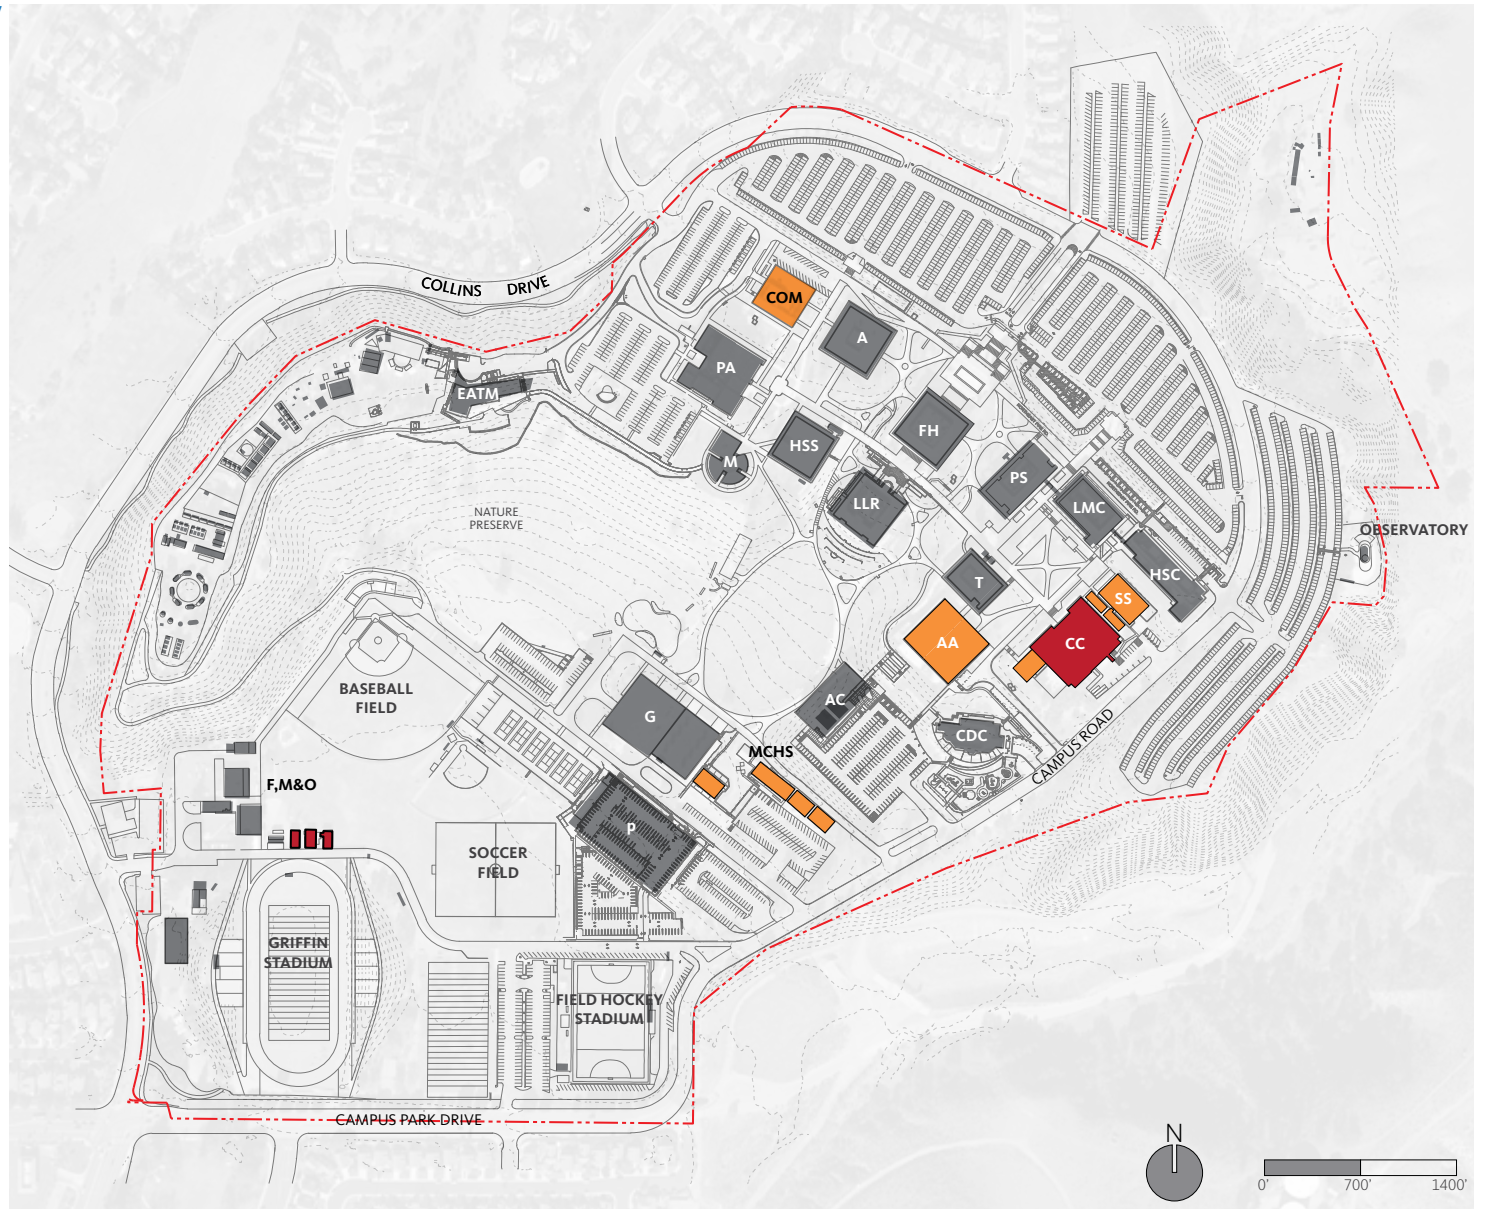 COLLINS DRIVE
COM
A
PA
EATM
FH
HSS
M
PS
LLR
LMC
NATURE
PRESERVE
OBSERVATORY
HSC
T
SS
AA
CC
BASEBALL
FIELD
AC
G
CDC
MCHS
CAMPUS ROAD
F,M&O
P
SOCCER
FIELD
GRIFFIN
STADIUM
FIELD HOCKEY
STADIUM
CAMPUS PARK DRIVE
N
0' 700' 1400'